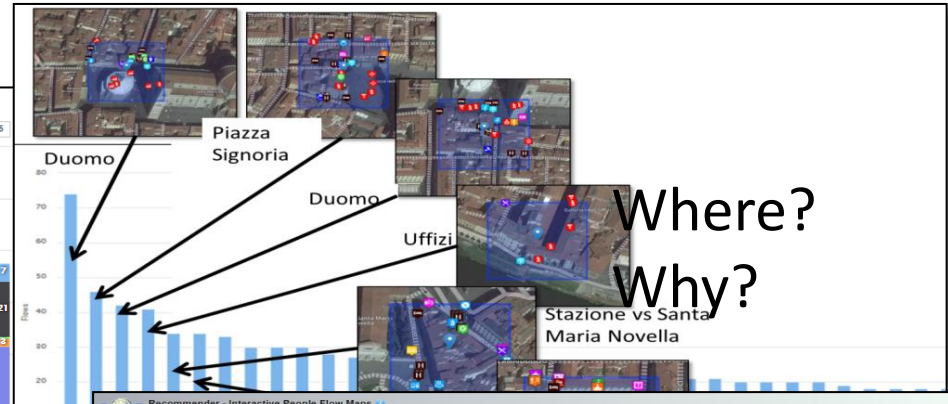 Piazza
Signoria
Duomo
80
Duomo
70
Where?
60
Uffizi
Why?
50
Stazione vs Santa
Maria Novella
40
Flows
30
20
Recommender - Interactive People Flow Maps